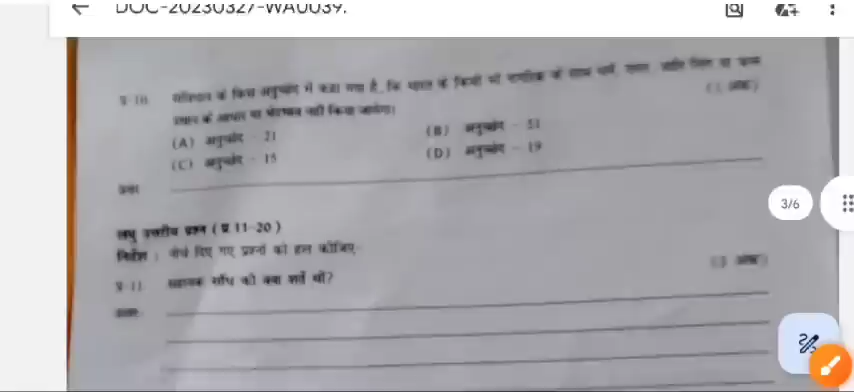 DOC-20230327-WA0039.
प्र-10 संविधान के किस अनुच्छेद में कहा गया है, कि भारत के किसी भी नागरिक के साथ धर्म, जाति लिंग या जन्म
स्थान के आधार पर भेदभाव नहीं किया जायेगा। (1 अंक)
(A) अनुच्छेद - 21 (B) अनुच्छेद - 51
(C) अनुच्छेद - 15 (D) अनुच्छेद - 19
उत्तर
3/6
लघु उत्तरीय प्रश्न (प्र 11-20)
निर्देश : नीचे दिए गए प्रश्नों को हल कीजिए-
प्र-11 सहायक संधि की क्या शर्तें थीं?
उत्तर